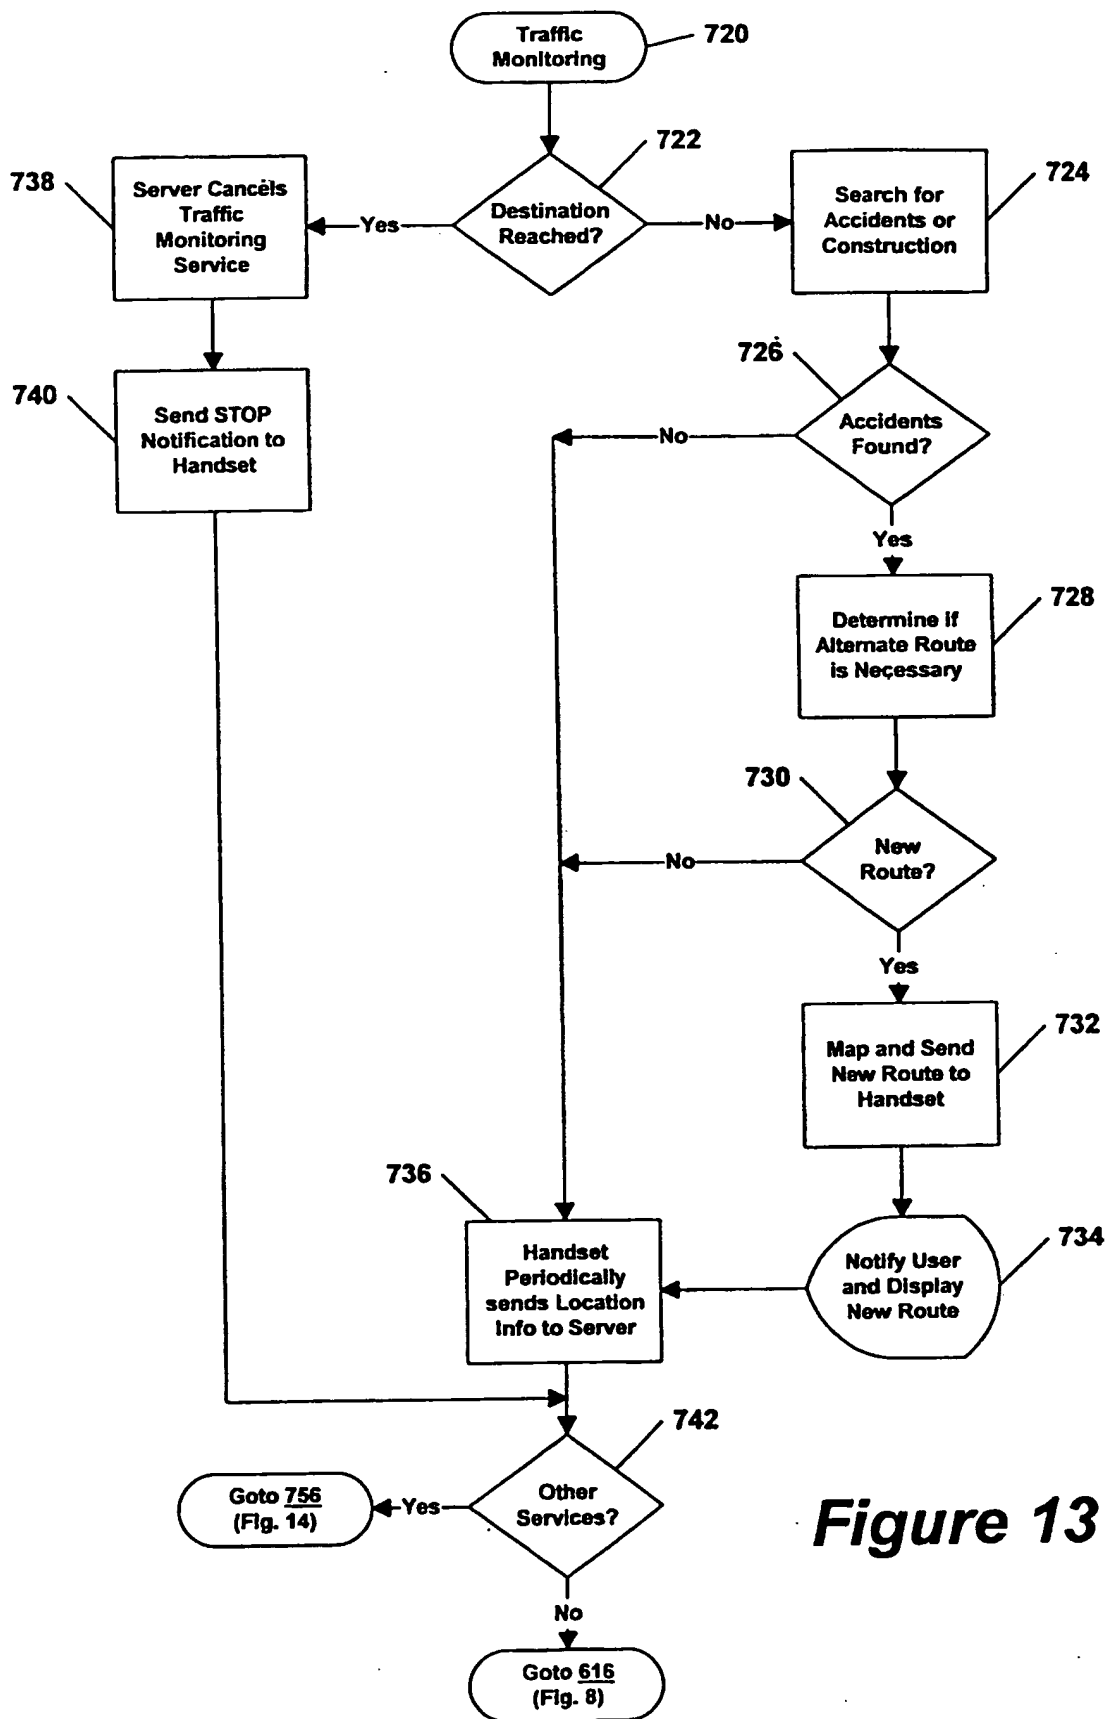 Traffic
Monitoring
720
722
Destination
Reached?
Yes
No
738
Server Cancels
Traffic
Monitoring
Service
724
Search for
Accidents or
Construction
740
Send STOP
Notification to
Handset
726
Accidents
Found?
No
Yes
728
Determine if
Alternate Route
is Necessary
730
New
Route?
No
Yes
732
Map and Send
New Route to
Handset
736
Handset
Periodically
sends Location
Info to Server
734
Notify User
and Display
New Route
742
Other
Services?
Yes
Goto 756
(Fig. 14)
No
Goto 616
(Fig. 8)
Figure 13